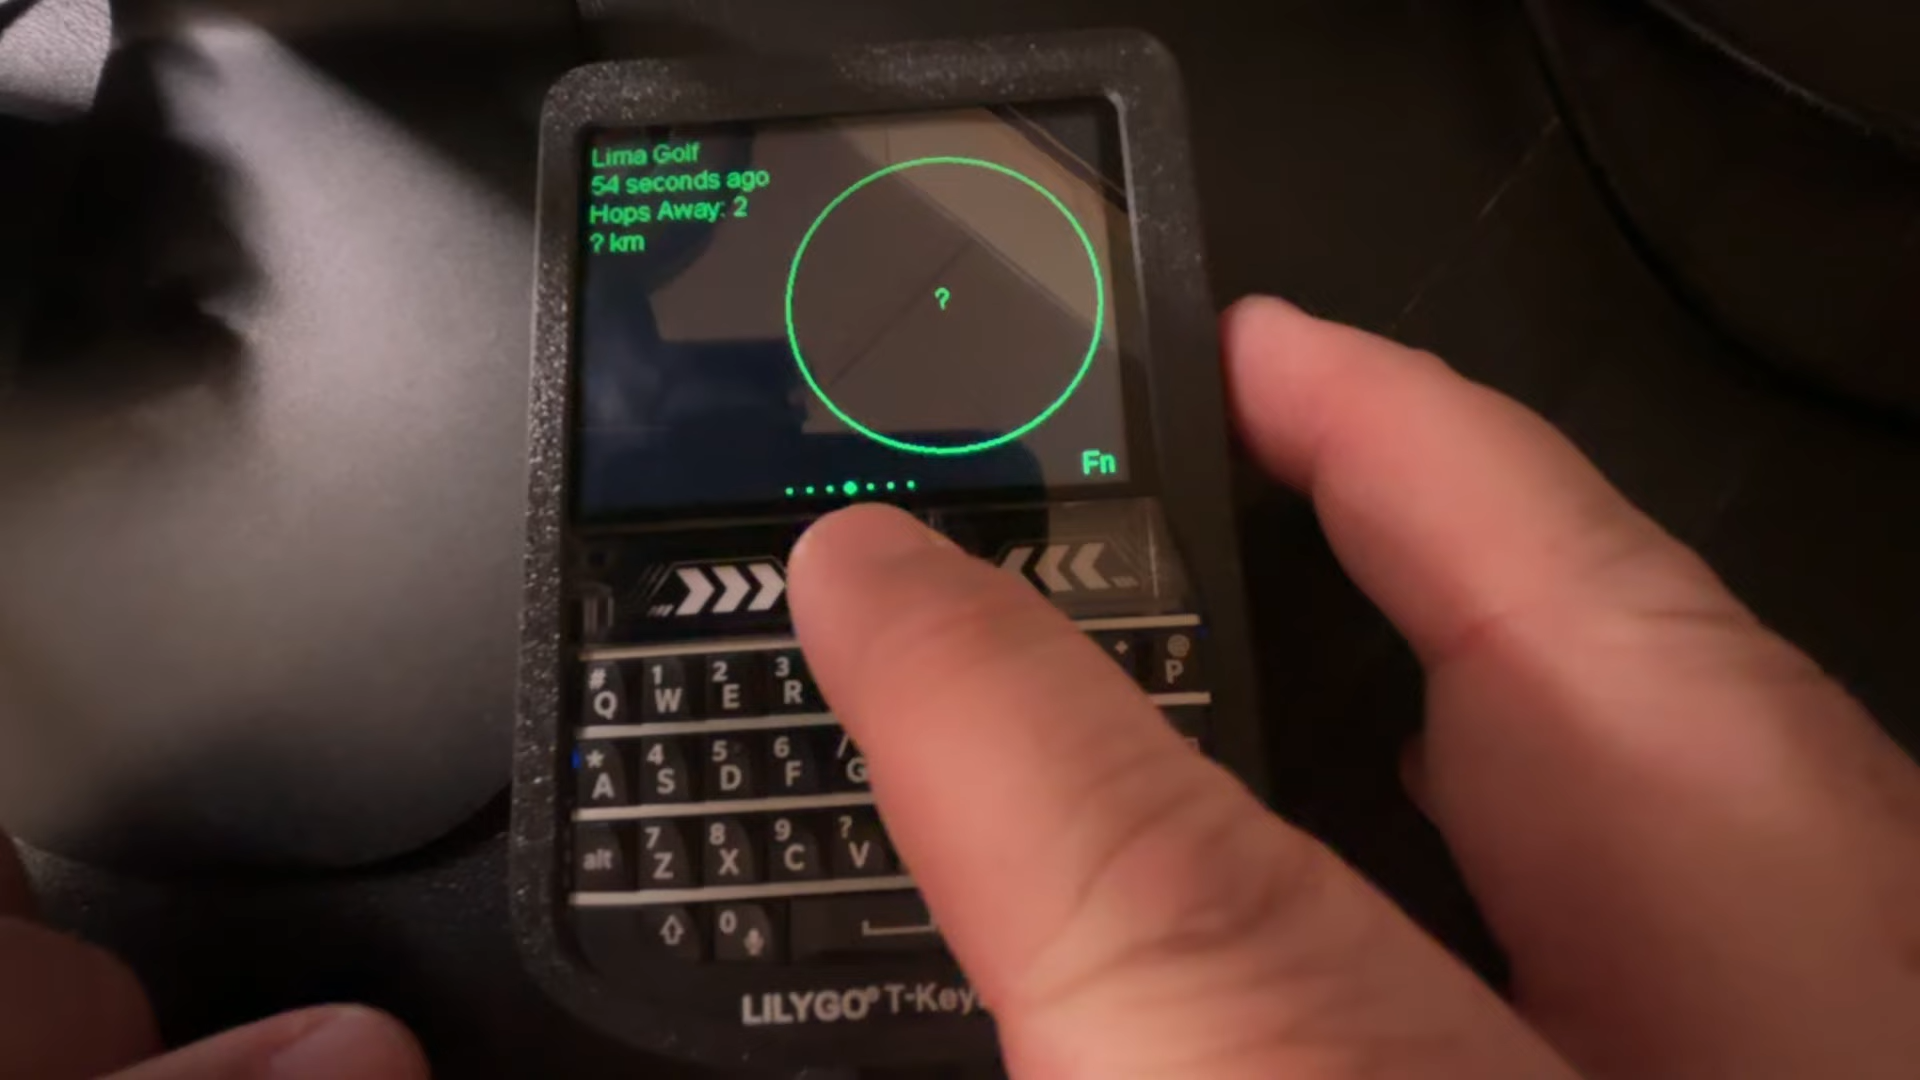 Lima Golf
54 seconds ago
Hops Away: 2
? km
?
Fn
# 1 2 3 + @
Q W E R P
* 4 5 6 /
A S D F G
7 8 9 ?
alt Z X C V
0
LILYGO® T-Key